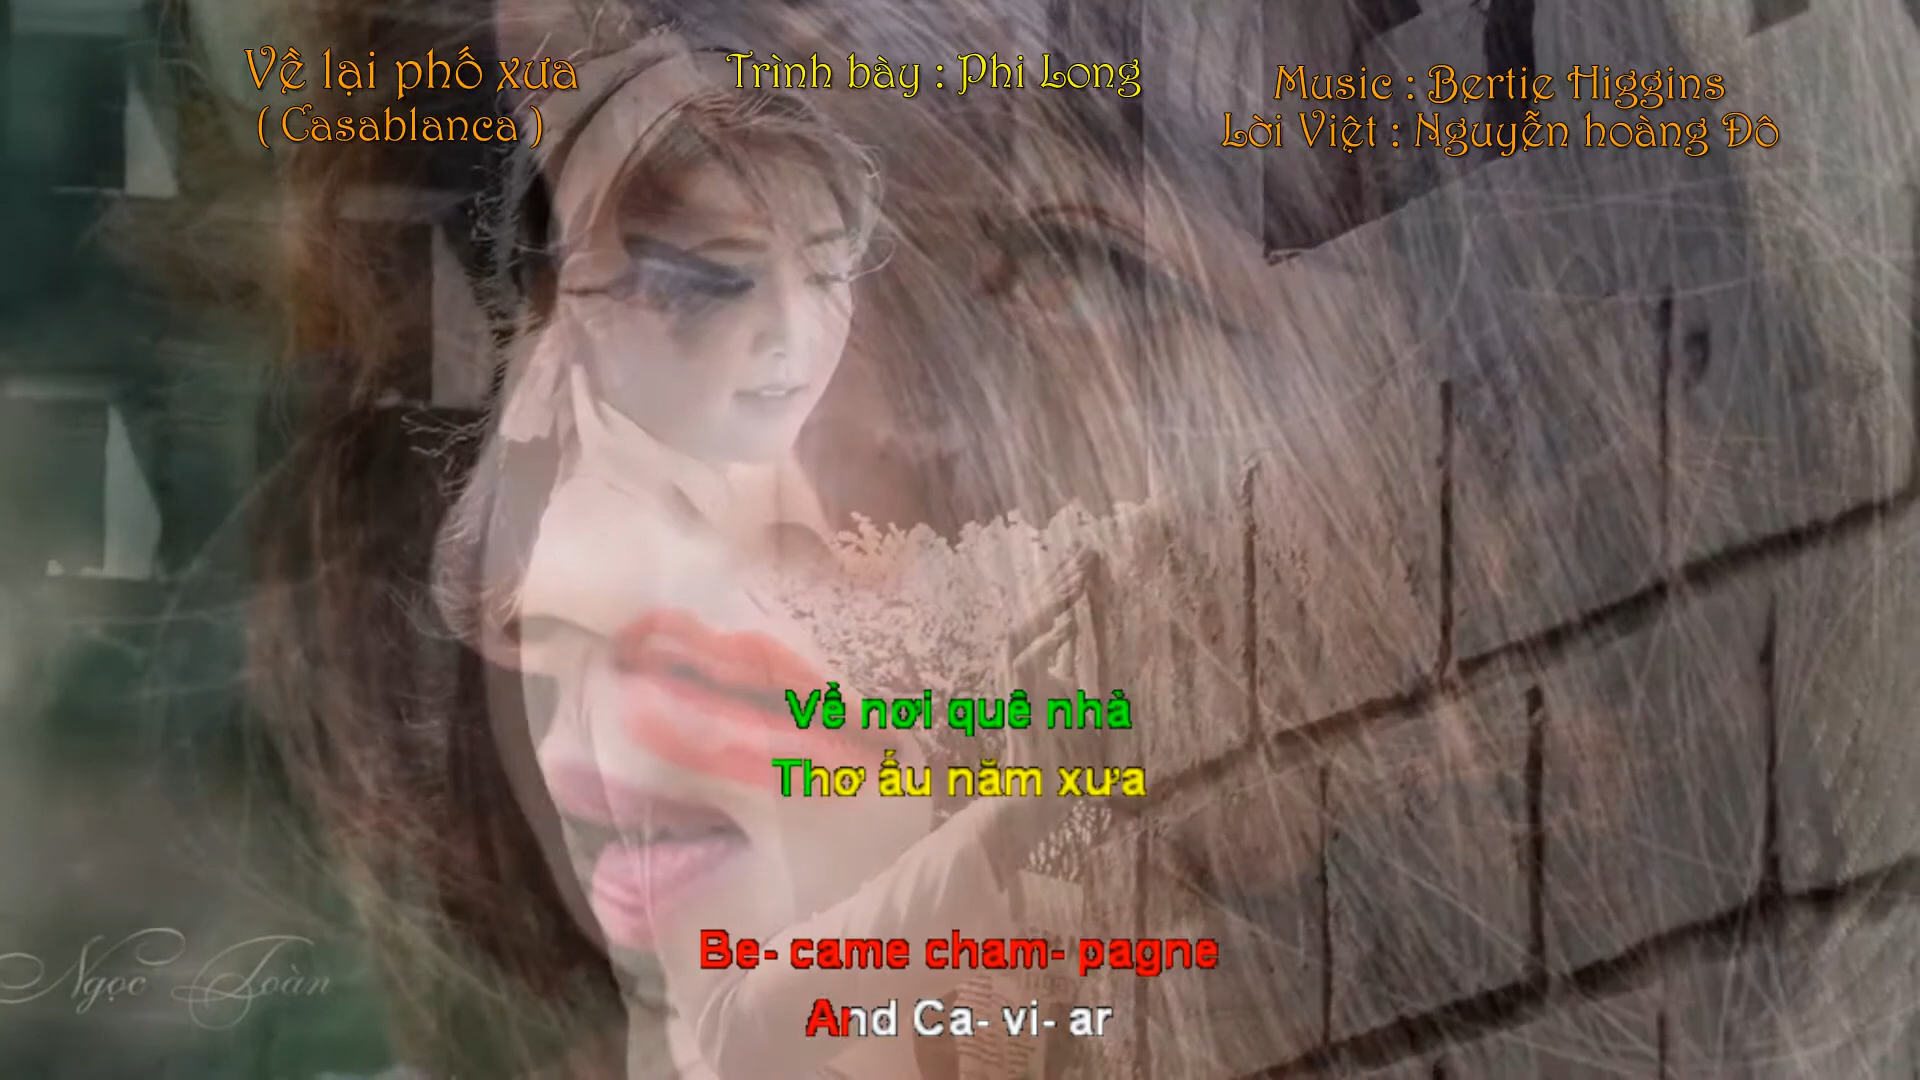 Về lại phố xưa
( Casablanca )
Trình bày : Phi Long
Music : Bertie Higgins
Lời Việt : Nguyễn hoàng Đô
Về nơi quê nhà
Thơ ấu năm xưa
Be- came cham- pagne
And Ca- vi- ar
Ngọc Toàn